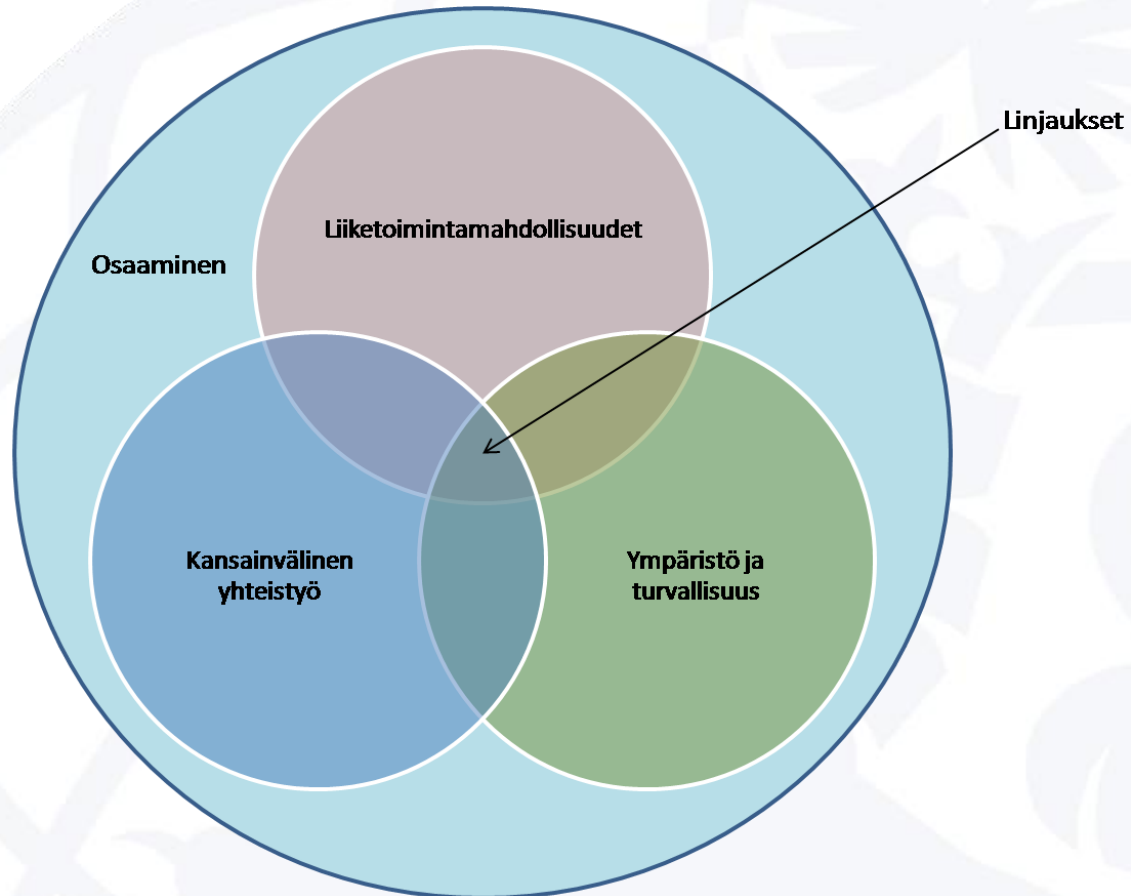 Linjaukset
Liiketoimintamahdollisuudet
Osaaminen
Kansainvälinen
yhteistyö
Ympäristö ja
turvallisuus